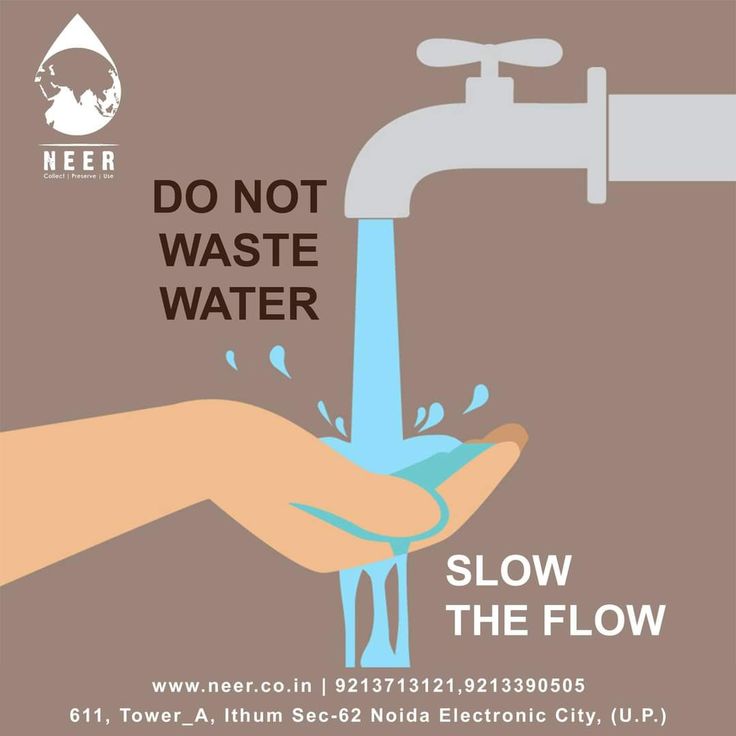 NEER
Collect | Preserve | Use
DO NOT
WASTE
WATER
SLOW
THE FLOW
www.neer.co.in | 9213713121,9213390505
611, Tower_A, Ithum Sec-62 Noida Electronic City, (U.P.)